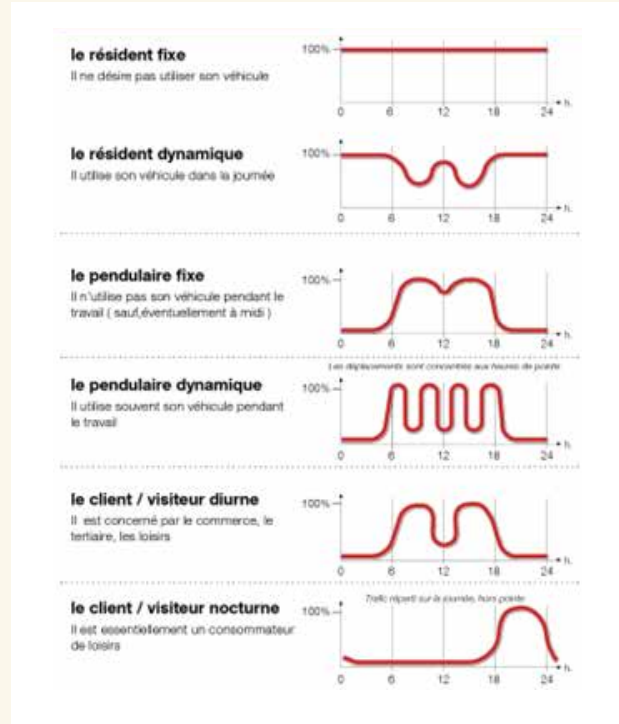 le résident fixe
Il ne désire pas utiliser son véhicule
100%
0 6 12 18 24 h.
le résident dynamique
Il utilise son véhicule dans la journée
100%
0 6 12 18 24 h.
le pendulaire fixe
Il n'utilise pas son véhicule pendant le
travail ( sauf,éventuellement à midi )
100%
0 6 12 18 24 h.
Les déplacements sont concentrés aux heures de pointe
le pendulaire dynamique
Il utilise souvent son véhicule pendant
le travail
100%
0 6 12 18 24 h.
le client / visiteur diurne
Il est concerné par le commerce, le
tertiaire, les loisirs
100%
0 6 12 18 24 h.
Trafic réparti sur la journée, hors pointe
le client / visiteur nocturne
Il est essentiellement un consommateur
de loisirs
100%
0 6 12 18 24 h.